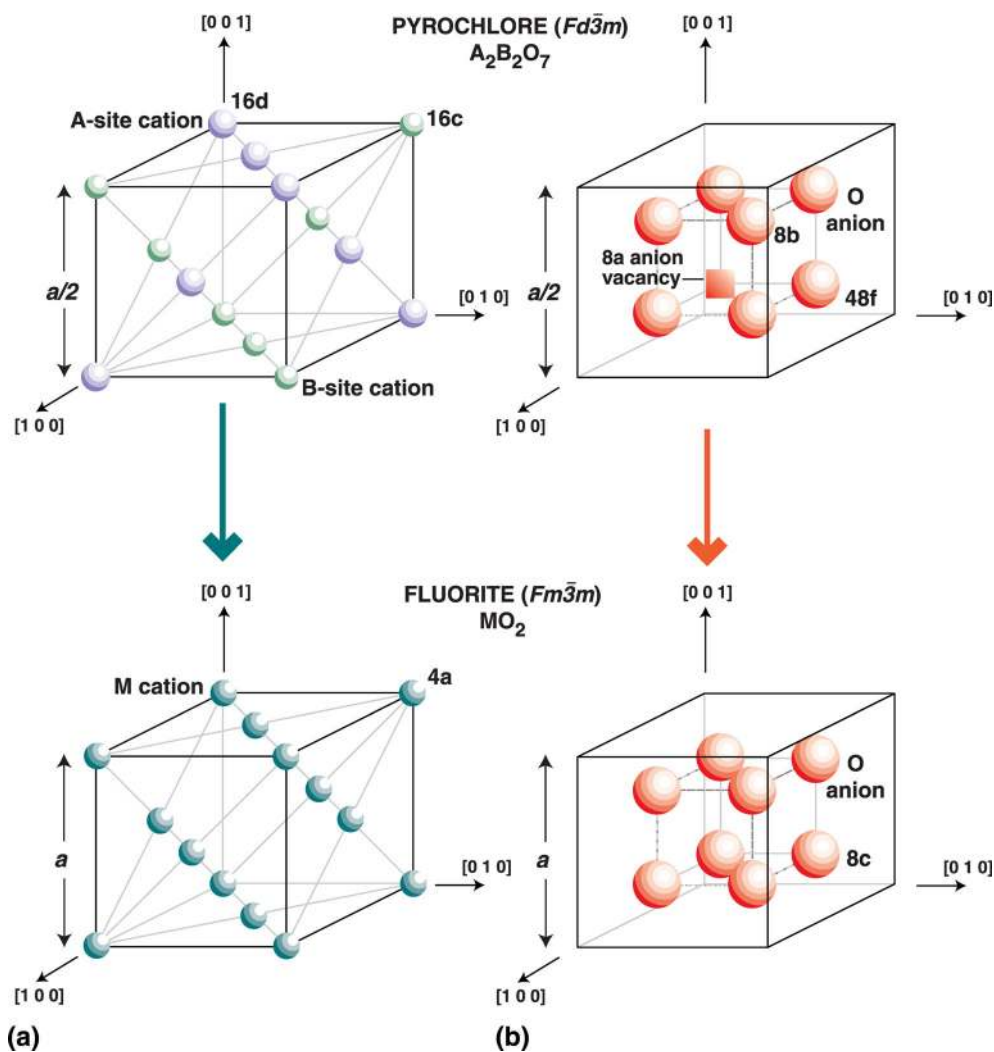 [0 0 1]
PYROCHLORE (Fd3̄m)
A₂B₂O₇
[0 0 1]
16d
A-site cation
16c
a/2
[0 1 0]
B-site cation
[1 0 0]
O
anion
8b
8a anion
vacancy
a/2
48f
[0 1 0]
[1 0 0]
[0 0 1]
FLUORITE (Fm3̄m)
MO₂
[0 0 1]
M cation
4a
a
[0 1 0]
[1 0 0]
O
anion
a
8c
[0 1 0]
[1 0 0]
(a)
(b)